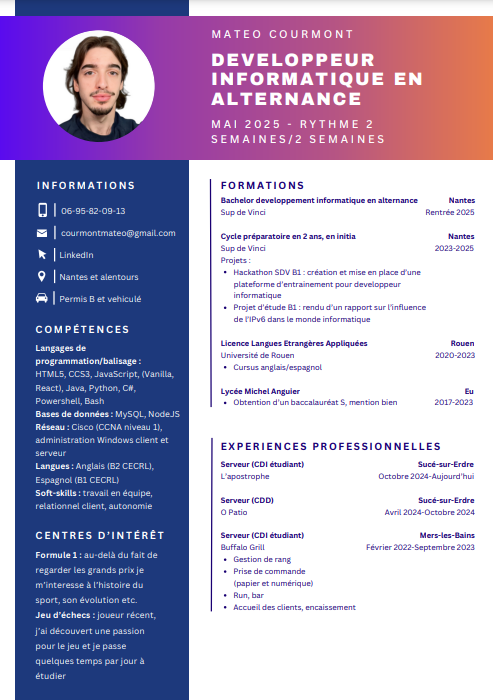 MATEO COURMONT
DEVELOPPEUR
INFORMATIQUE EN
ALTERNANCE
MAI 2025 - RYTHME 2
SEMAINES/2 SEMAINES
INFORMATIONS
06-95-82-09-13
courmontmateo@gmail.com
LinkedIn
Nantes et alentours
Permis B et vehiculé
COMPÉTENCES
Langages de
programmation/balisage :
HTML5, CCS3, JavaScript, (Vanilla,
React), Java, Python, C#,
Powershell, Bash
Bases de données : MySQL, NodeJS
Réseau : Cisco (CCNA niveau 1),
administration Windows client et
serveur
Langues : Anglais (B2 CECRL),
Espagnol (B1 CECRL)
Soft-skills : travail en équipe,
relationnel client, autonomie
CENTRES D'INTÉRÊT
Formule 1 : au-delà du fait de
regarder les grands prix je
m'interesse à l'histoire du
sport, son évolution etc.
Jeu d'échecs : joueur récent,
j'ai découvert une passion
pour le jeu et je passe
quelques temps par jour à
étudier
FORMATIONS
Bachelor developpement informatique en alternance Nantes
Sup de Vinci Rentrée 2025
Cycle préparatoire en 2 ans, en initia Nantes
Sup de Vinci 2023-2025
Projets :
• Hackathon SDV B1 : création et mise en place d'une
plateforme d'entrainement pour developpeur
informatique
• Projet d'étude B1 : rendu d'un rapport sur l'influence
de l'IPv6 dans le monde informatique
Licence Langues Etrangères Appliquées Rouen
Université de Rouen 2020-2023
• Cursus anglais/espagnol
Lycée Michel Anguier Eu
• Obtention d'un baccalauréat S, mention bien 2017-2023
EXPERIENCES PROFESSIONNELLES
Serveur (CDI étudiant) Sucé-sur-Erdre
L'apostrophe Octobre 2024-Aujourd'hui
Serveur (CDD) Sucé-sur-Erdre
O Patio Avril 2024-Octobre 2024
Serveur (CDI étudiant) Mers-les-Bains
Buffalo Grill Février 2022-Septembre 2023
• Gestion de rang
• Prise de commande
(papier et numérique)
• Run, bar
• Accueil des clients, encaissement